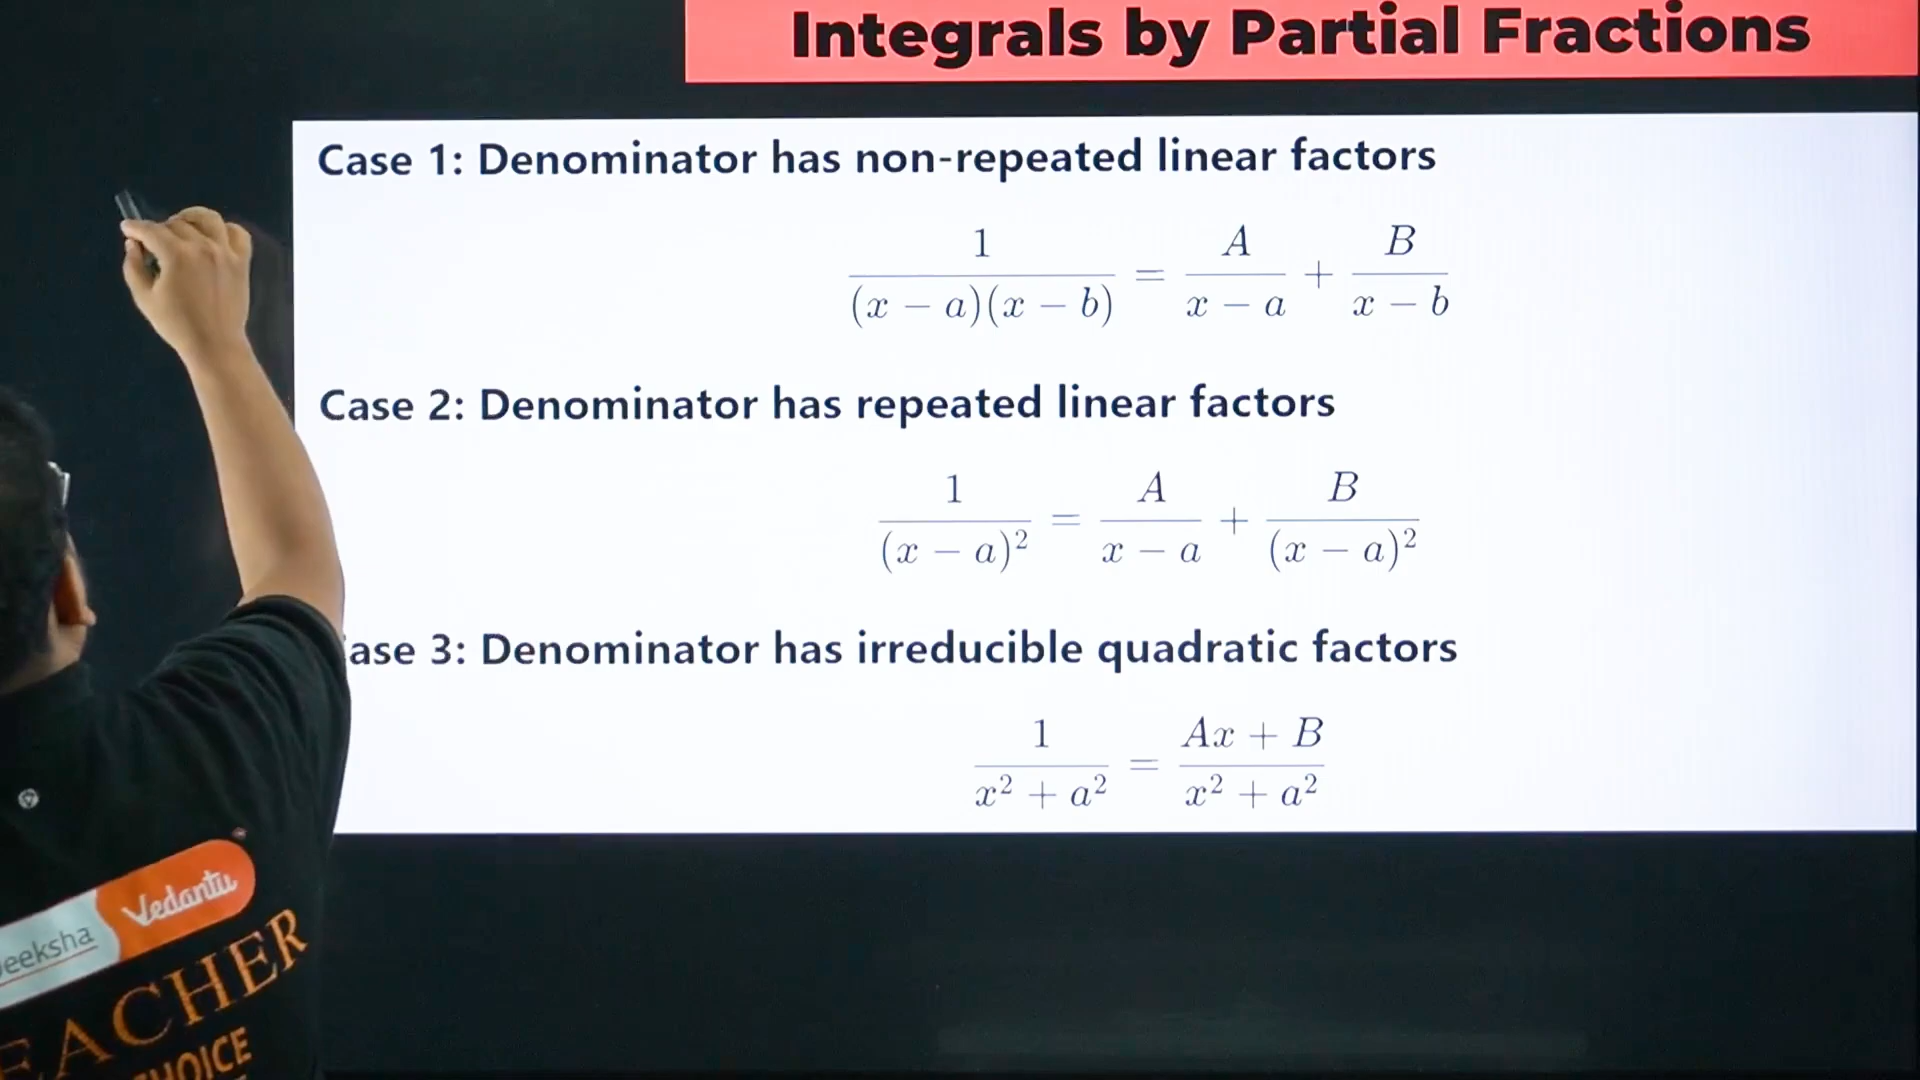 Integrals by Partial Fractions
Case 1: Denominator has non-repeated linear factors
1/((x − a)(x − b)) = A/(x − a) + B/(x − b)
Case 2: Denominator has repeated linear factors
1/(x − a)² = A/(x − a) + B/(x − a)²
ase 3: Denominator has irreducible quadratic factors
1/(x² + a²) = (Ax + B)/(x² + a²)
eeksha Vedantu
EACHER
HOICE